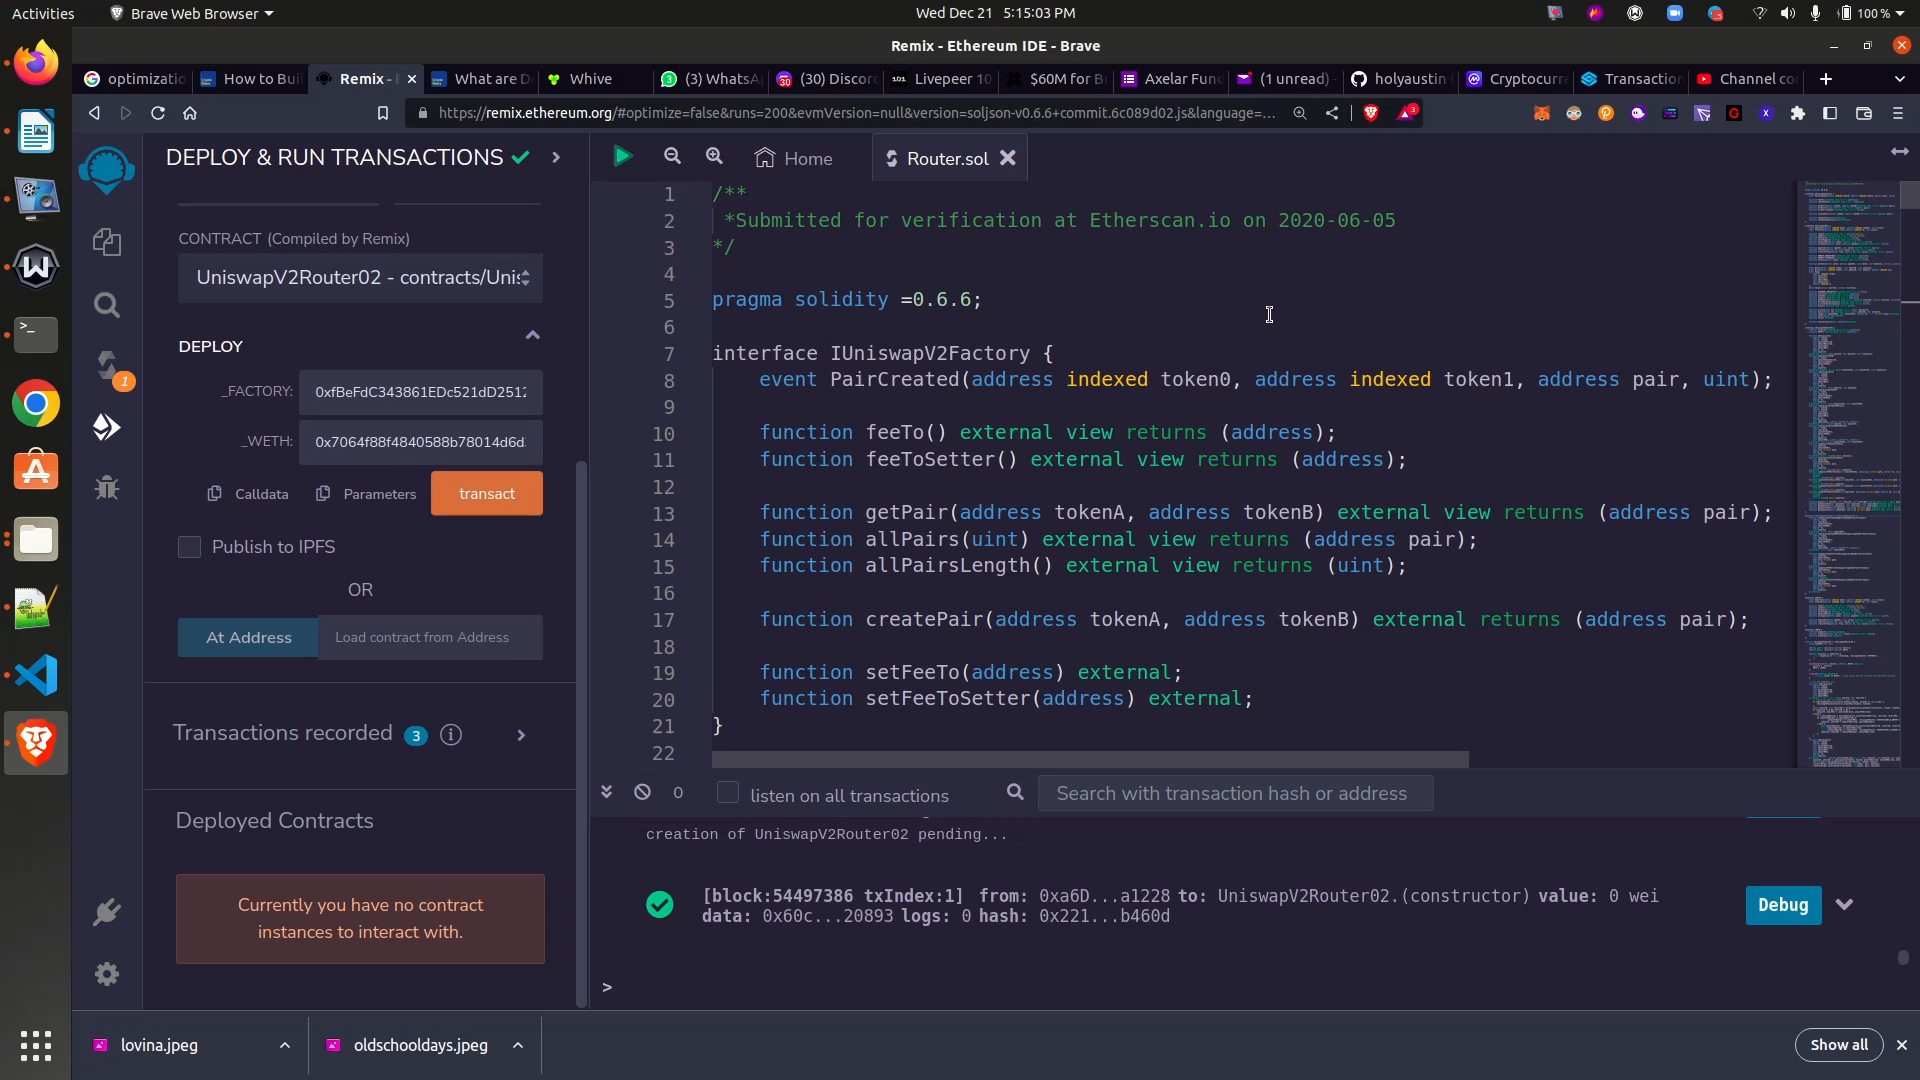 Activities
Brave Web Browser
Wed Dec 21 5:15:03 PM
100 %
Remix - Ethereum IDE - Brave
optimizatio
How to Bui
Remix -
What are D
Whive
(3) WhatsA
(30) Discor
Livepeer 10
$60M for B
Axelar Fun
(1 unread)
holyaustin
Cryptocurr
Transaction
Channel co
https://remix.ethereum.org/#optimize=false&runs=200&evmVersion=null&version=soljson-v0.6.6+commit.6c089d02.js&language=...
3
DEPLOY & RUN TRANSACTIONS
CONTRACT (Compiled by Remix)
UniswapV2Router02 - contracts/Unis
DEPLOY
_FACTORY:
0xfBeFdC343861EDc521dD2512
_WETH:
0x7064f88f4840588b78014d6d
Calldata
Parameters
transact
Publish to IPFS
OR
At Address
Load contract from Address
Transactions recorded 3
Deployed Contracts
Currently you have no contract
instances to interact with.
1
Home
Router.sol
1 /**
2 *Submitted for verification at Etherscan.io on 2020-06-05
3 */
4
5 pragma solidity =0.6.6;
6
7 interface IUniswapV2Factory {
8 event PairCreated(address indexed token0, address indexed token1, address pair, uint);
9
10 function feeTo() external view returns (address);
11 function feeToSetter() external view returns (address);
12
13 function getPair(address tokenA, address tokenB) external view returns (address pair);
14 function allPairs(uint) external view returns (address pair);
15 function allPairsLength() external view returns (uint);
16
17 function createPair(address tokenA, address tokenB) external returns (address pair);
18
19 function setFeeTo(address) external;
20 function setFeeToSetter(address) external;
21 }
22
0
listen on all transactions
Search with transaction hash or address
creation of UniswapV2Router02 pending...
[block:54497386 txIndex:1] from: 0xa6D...a1228 to: UniswapV2Router02.(constructor) value: 0 wei
data: 0x60c...20893 logs: 0 hash: 0x221...b460d
Debug
>
lovina.jpeg
oldschooldays.jpeg
Show all